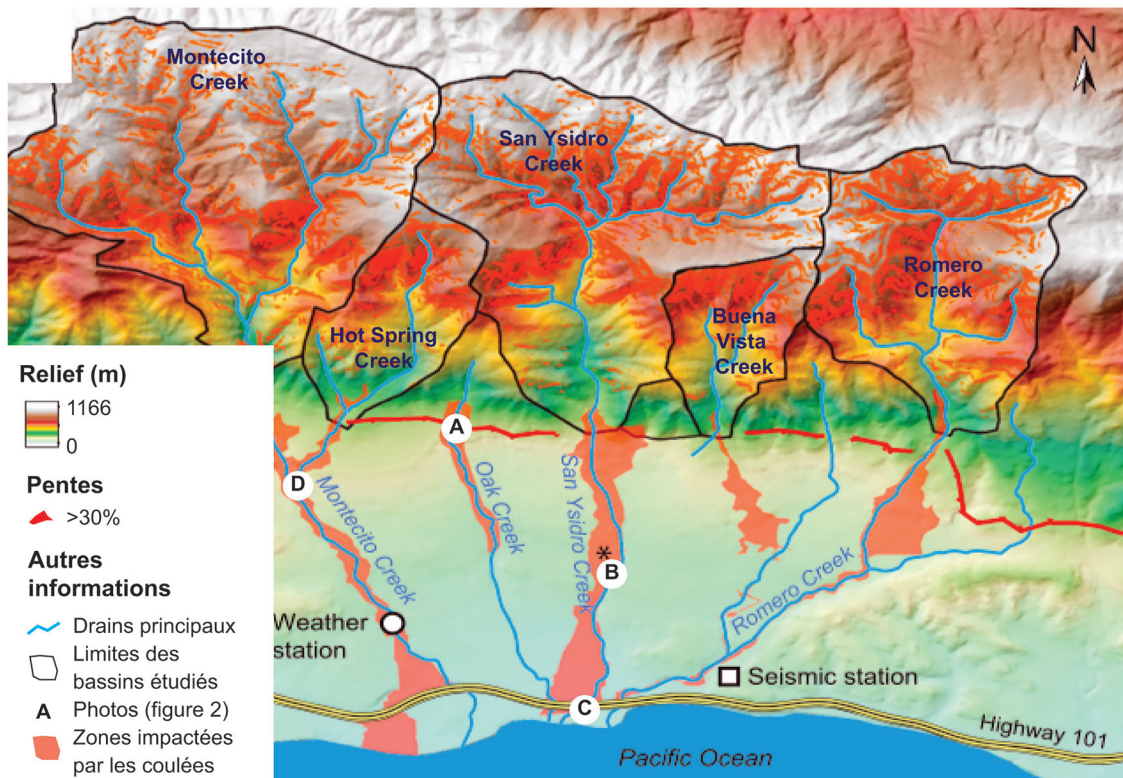 Montecito
Creek
N
San Ysidro
Creek
Romero
Creek
Buena
Vista
Creek
Hot Spring
Creek
A
D
Montecito Creek
Oak Creek
San Ysidro Creek
*
B
Romero Creek
Weather
station
Seismic station
C
Highway 101
Pacific Ocean
Relief (m)
1166
0
Pentes
>30%
Autres
informations
Drains principaux
Limites des
bassins étudiés
A Photos (figure 2)
Zones impactées
par les coulées